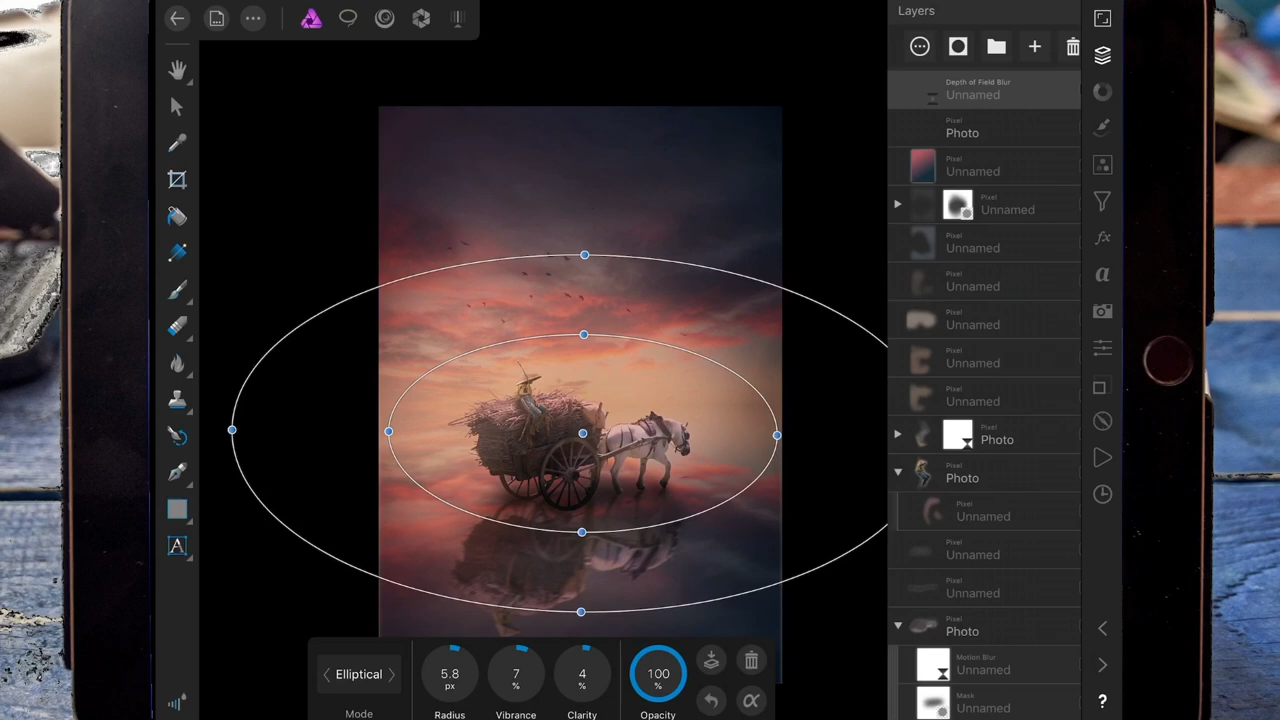 Layers
Depth of Field Blur
Unnamed
Pixel
Photo
Pixel
Unnamed
Pixel
Unnamed
Pixel
Unnamed
Pixel
Unnamed
Pixel
Unnamed
Pixel
Unnamed
Pixel
Unnamed
Pixel
Photo
Pixel
Photo
Pixel
Unnamed
Pixel
Unnamed
Pixel
Unnamed
Pixel
Photo
Motion Blur
Unnamed
Mask
Unnamed
fx
a
?
A
Elliptical
Mode
5.8
px
Radius
7
%
Vibrance
4
%
Clarity
100
%
Opacity
α